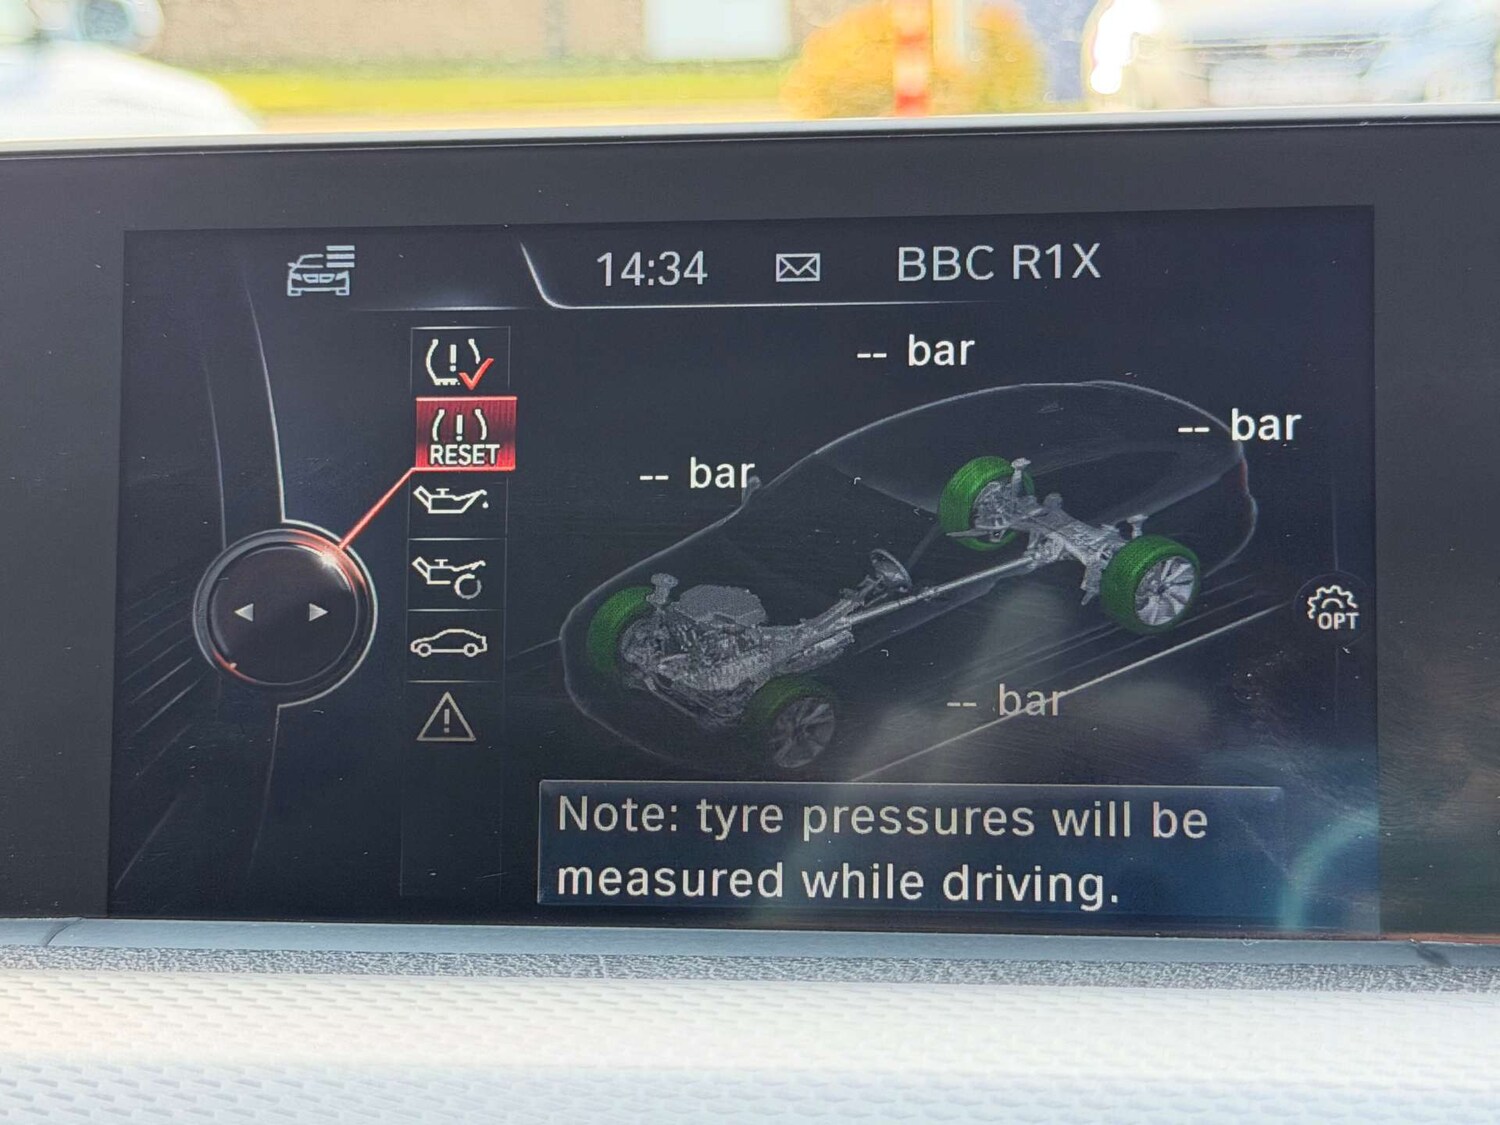 14:34 BBC R1X
-- bar
-- bar
-- bar
RESET
OPT
-- bar
Note: tyre pressures will be
measured while driving.